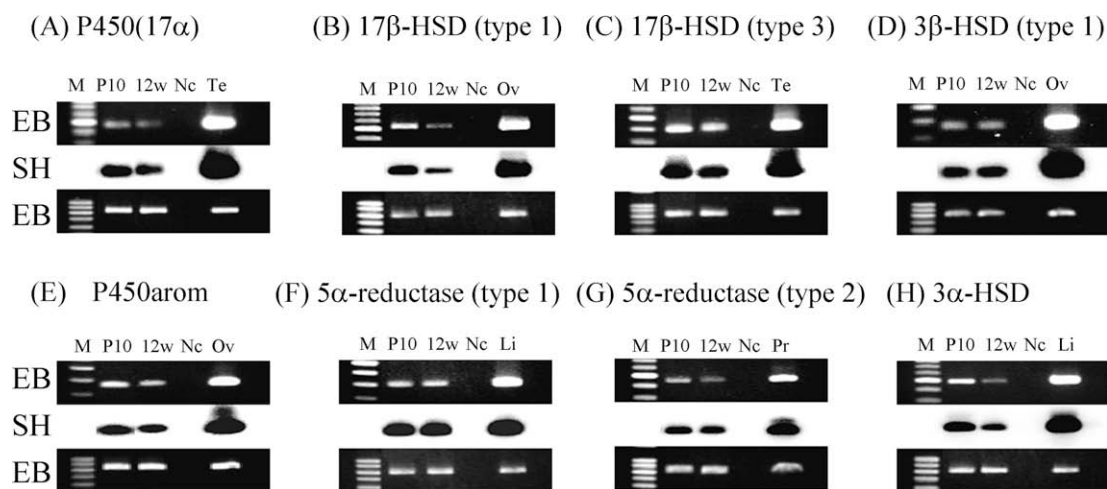 (A) P450(17α) (B) 17β-HSD (type 1) (C) 17β-HSD (type 3) (D) 3β-HSD (type 1)
M P10 12w Nc Te M P10 12w Nc Ov M P10 12w Nc Te M P10 12w Nc Ov
EB
SH
EB
(E) P450arom (F) 5α-reductase (type 1) (G) 5α-reductase (type 2) (H) 3α-HSD
M P10 12w Nc Ov M P10 12w Nc Li M P10 12w Nc Pr M P10 12w Nc Li
EB
SH
EB